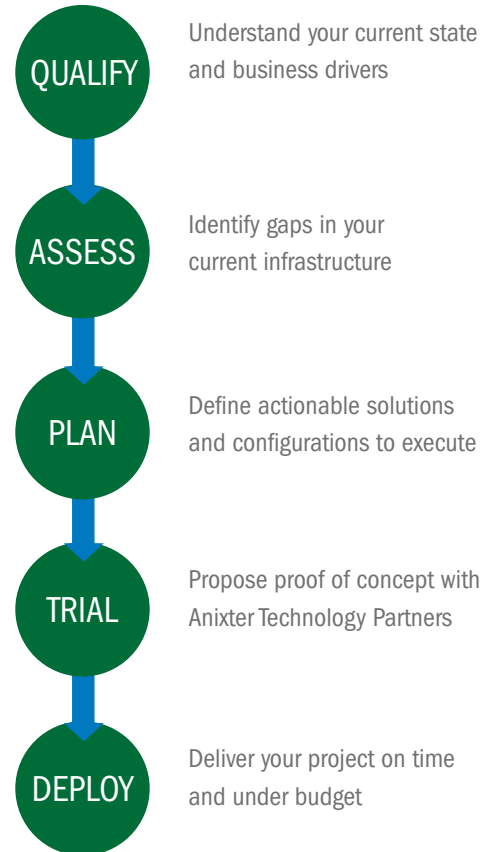 QUALIFY
Understand your current state
and business drivers
ASSESS
Identify gaps in your
current infrastructure
PLAN
Define actionable solutions
and configurations to execute
TRIAL
Propose proof of concept with
Anixter Technology Partners
DEPLOY
Deliver your project on time
and under budget